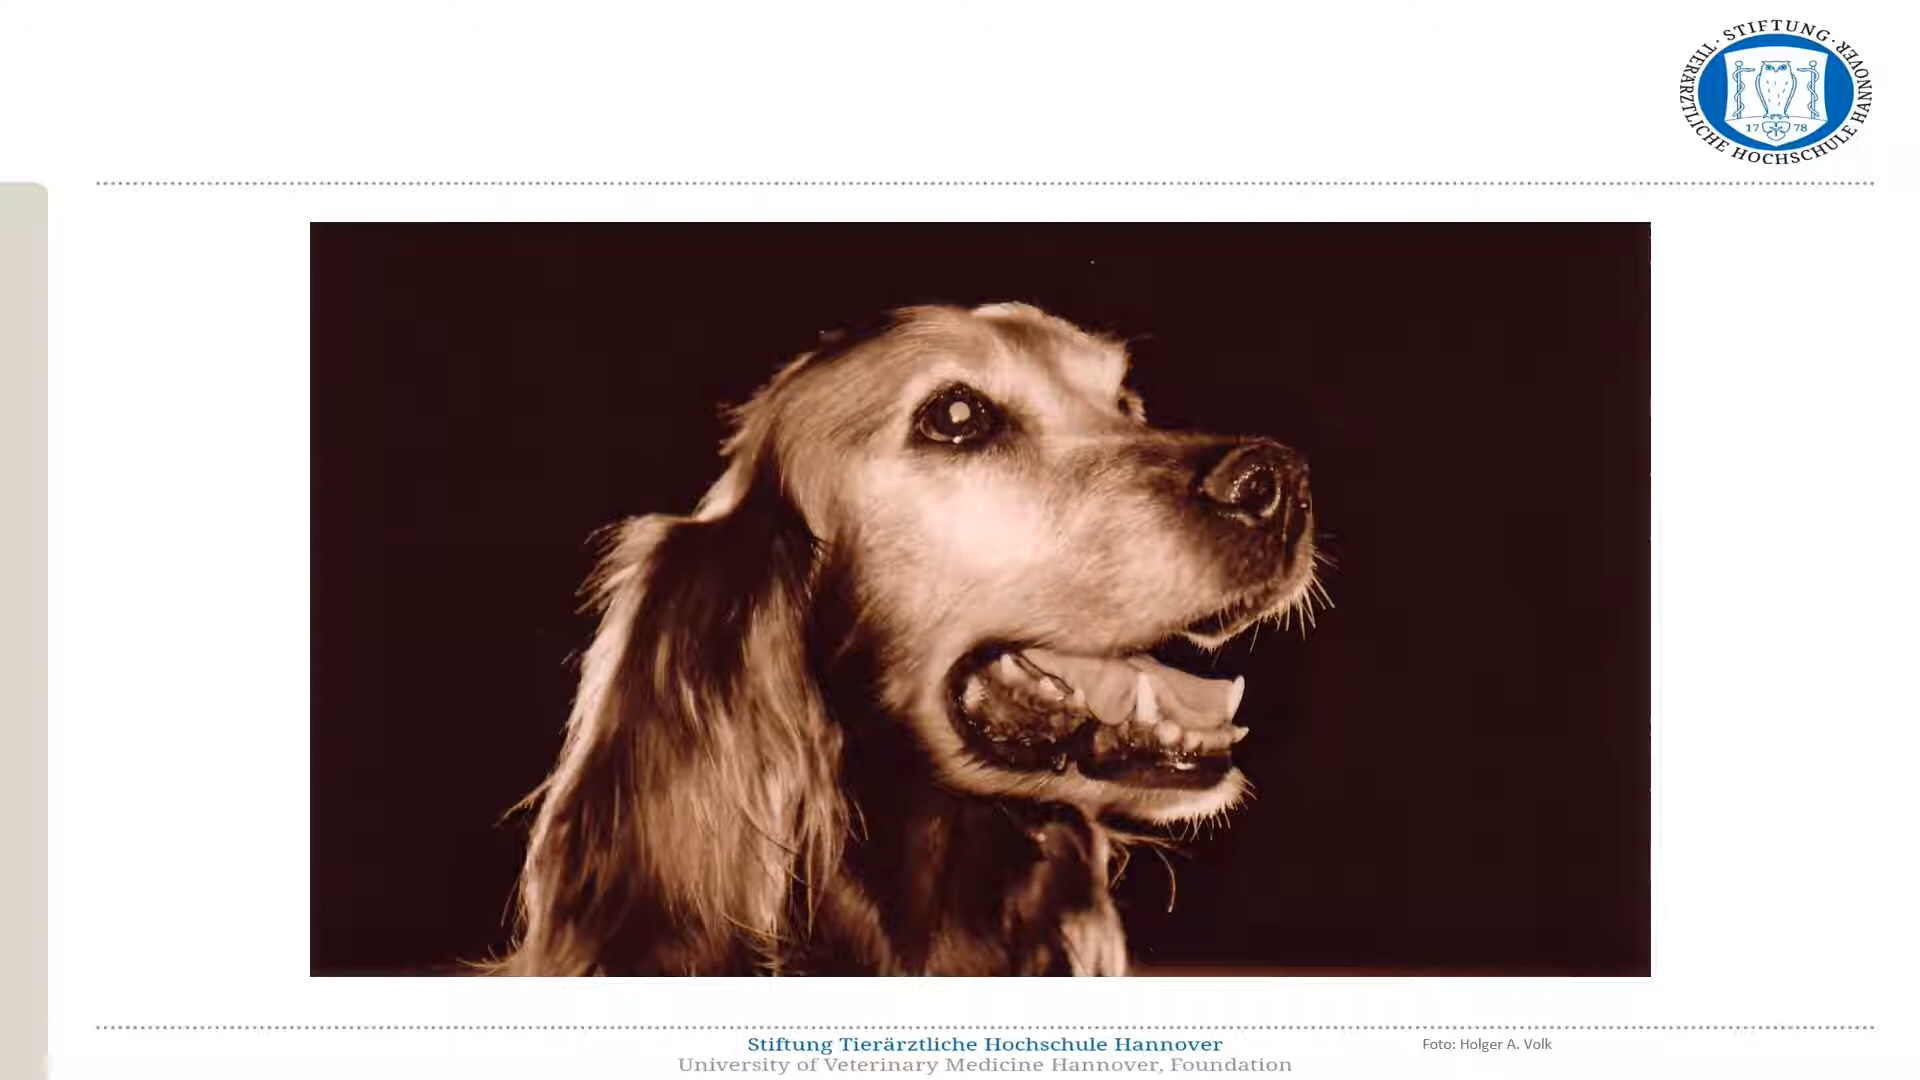 · STIFTUNG ·
TIERÄRZTLICHE HOCHSCHULE HANNOVER
17 78
Stiftung Tierärztliche Hochschule Hannover
University of Veterinary Medicine Hannover, Foundation
Foto: Holger A. Volk